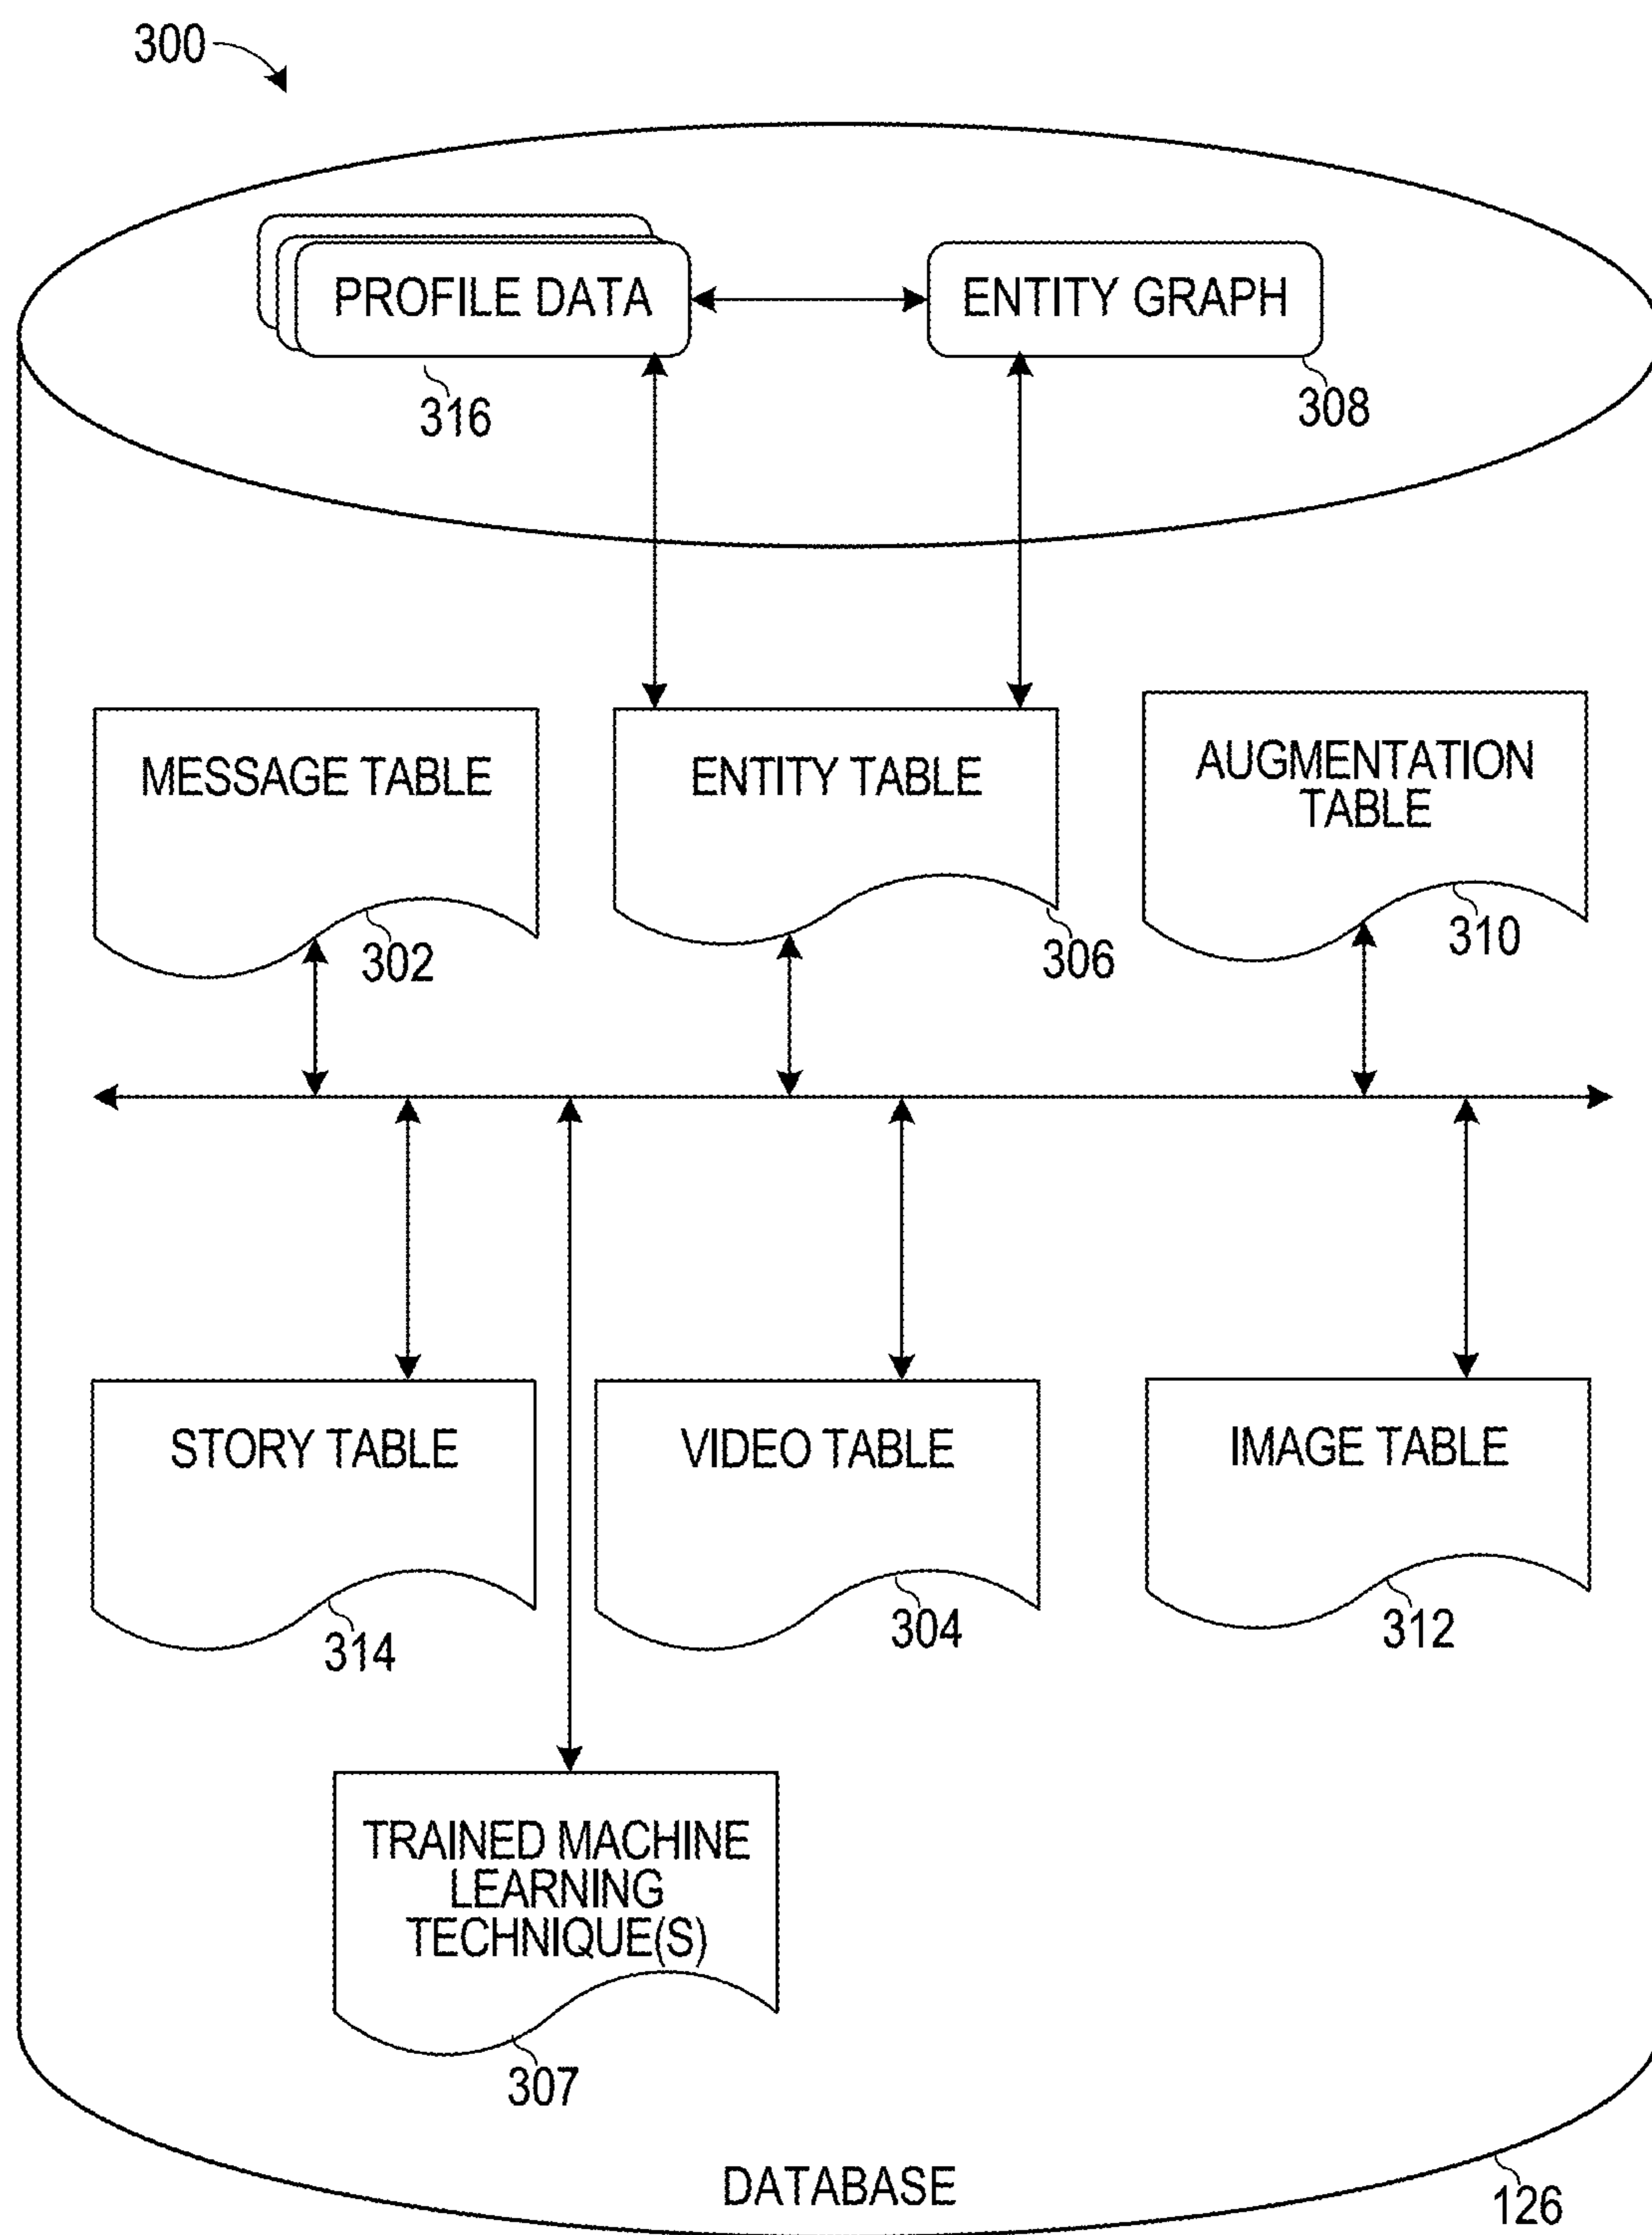 300
PROFILE DATA
ENTITY GRAPH
316
308
MESSAGE TABLE
ENTITY TABLE
AUGMENTATION
TABLE
302
306
310
STORY TABLE
VIDEO TABLE
IMAGE TABLE
314
304
312
TRAINED MACHINE
LEARNING
TECHNIQUE(S)
307
DATABASE
126